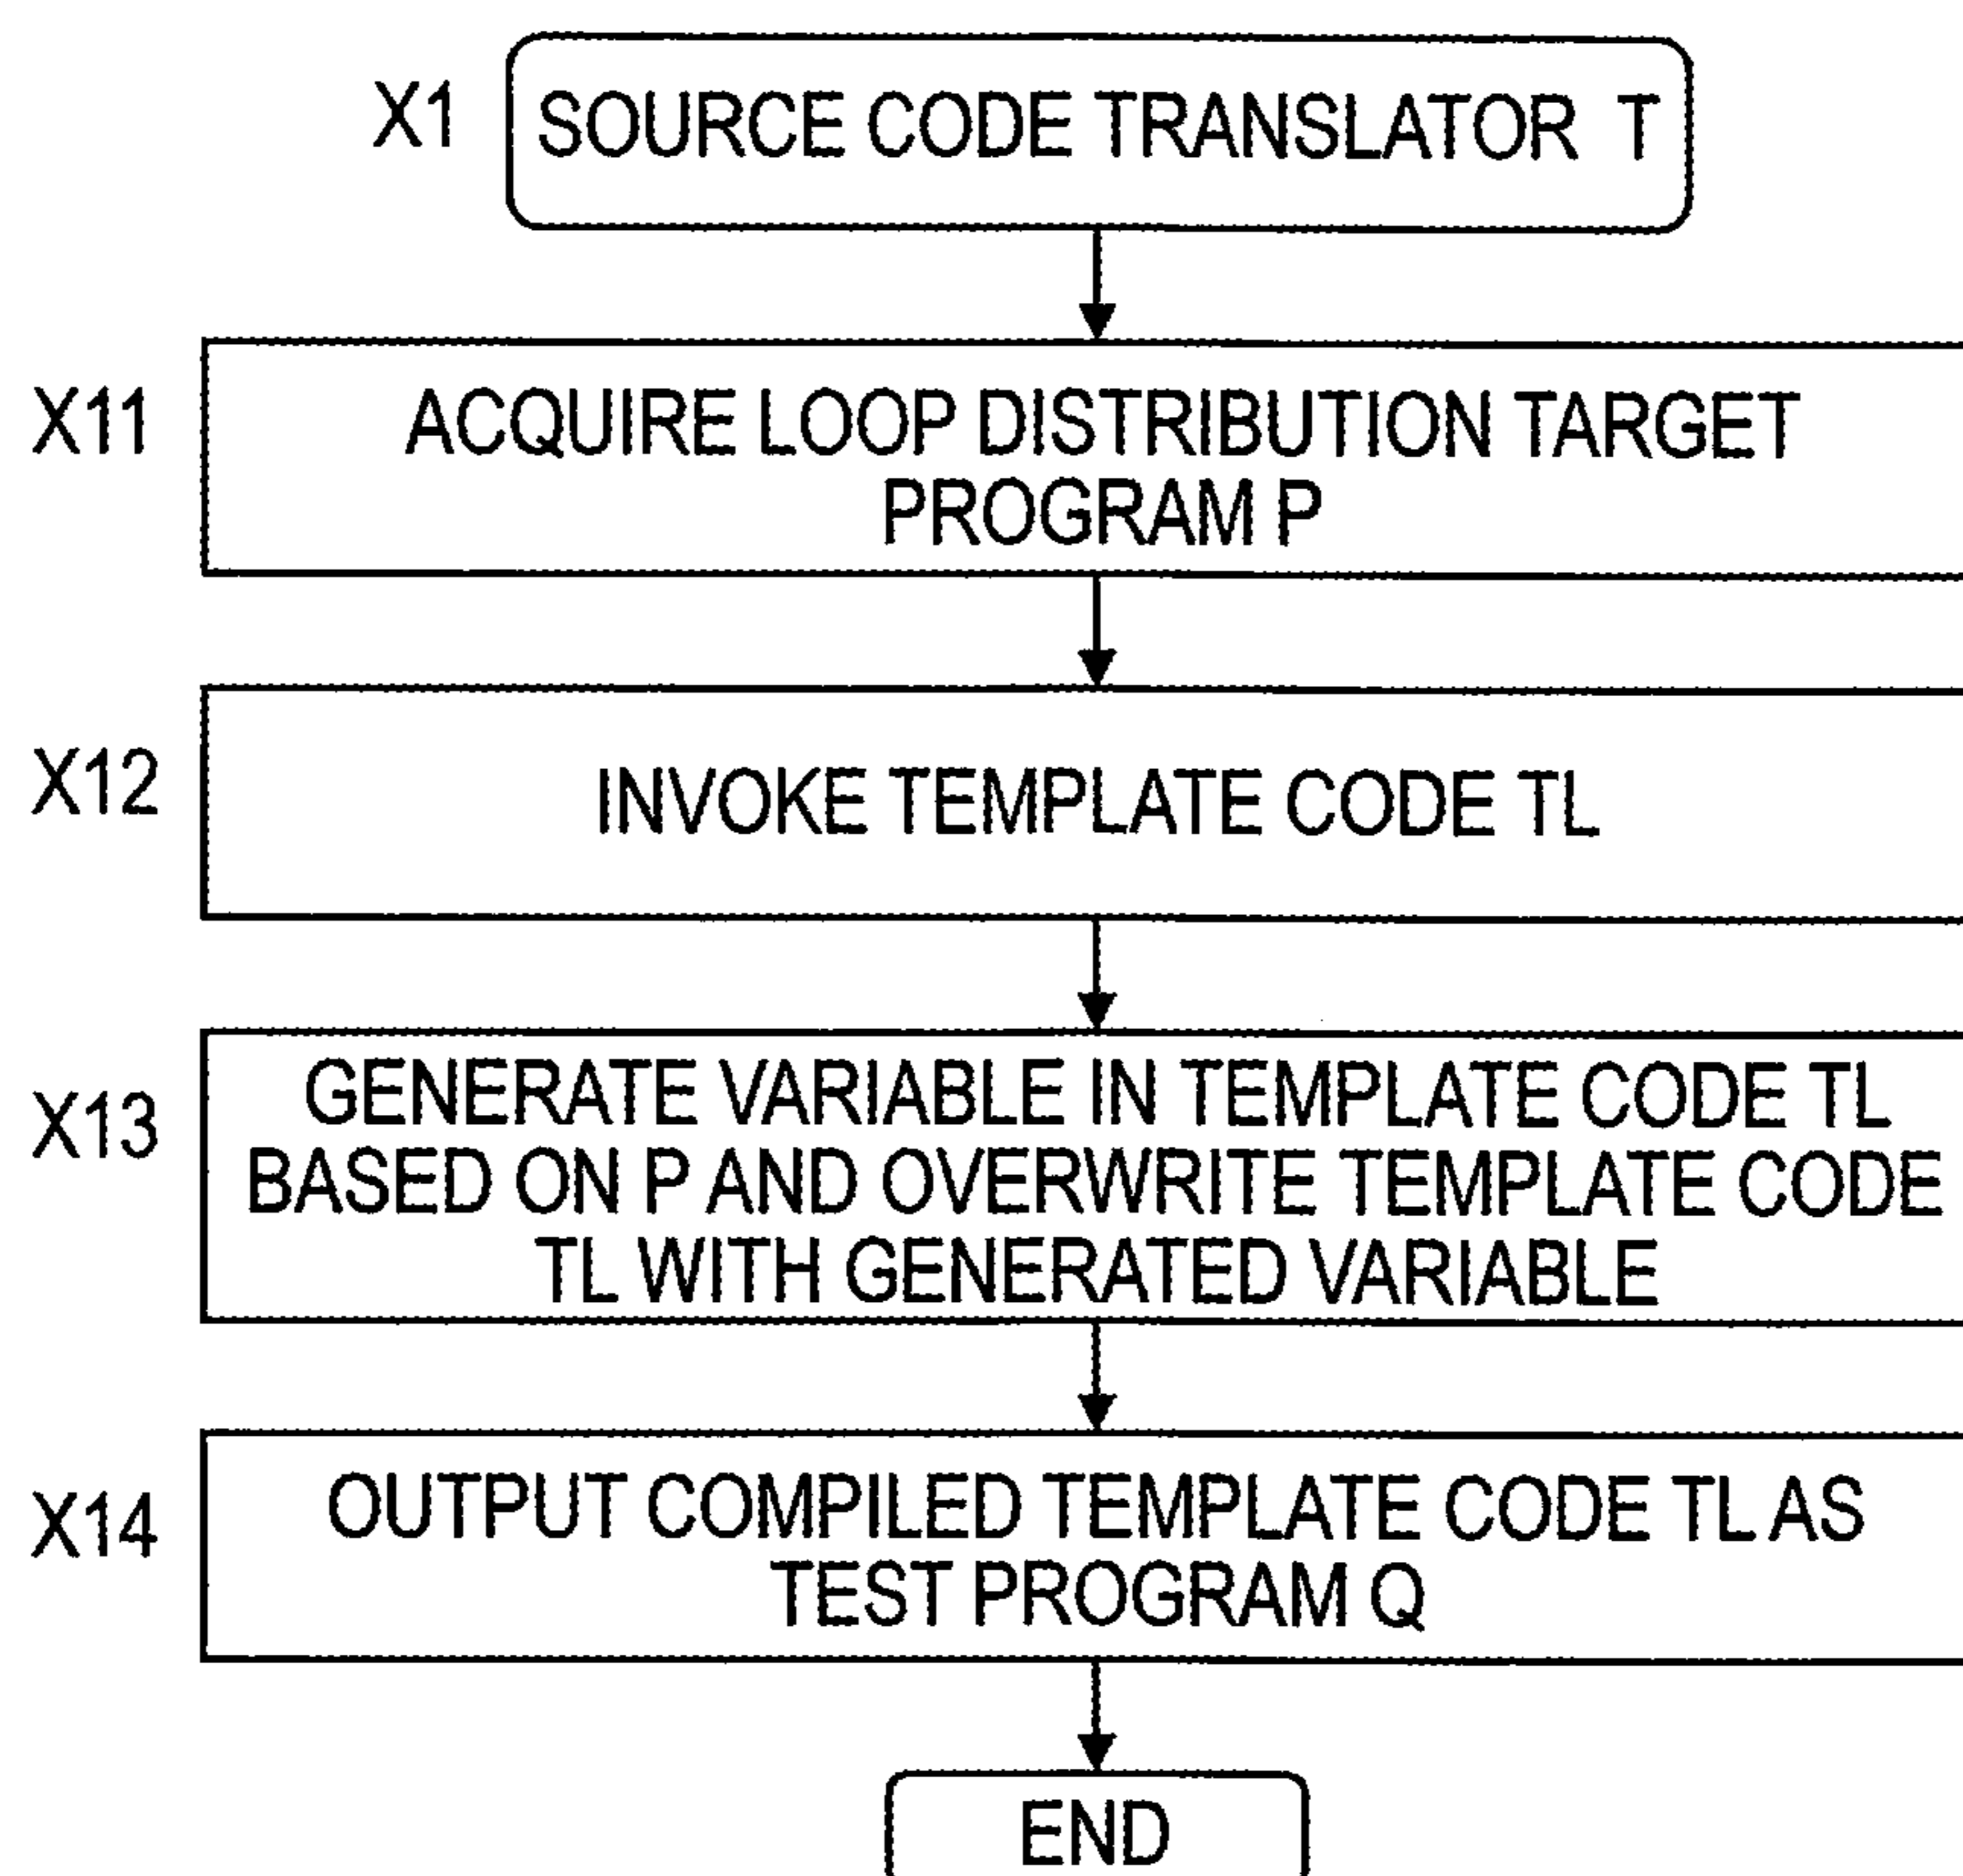 X1 SOURCE CODE TRANSLATOR T
X11 ACQUIRE LOOP DISTRIBUTION TARGET
PROGRAM P
X12 INVOKE TEMPLATE CODE TL
X13 GENERATE VARIABLE IN TEMPLATE CODE TL
BASED ON P AND OVERWRITE TEMPLATE CODE
TL WITH GENERATED VARIABLE
X14 OUTPUT COMPILED TEMPLATE CODE TL AS
TEST PROGRAM Q
END